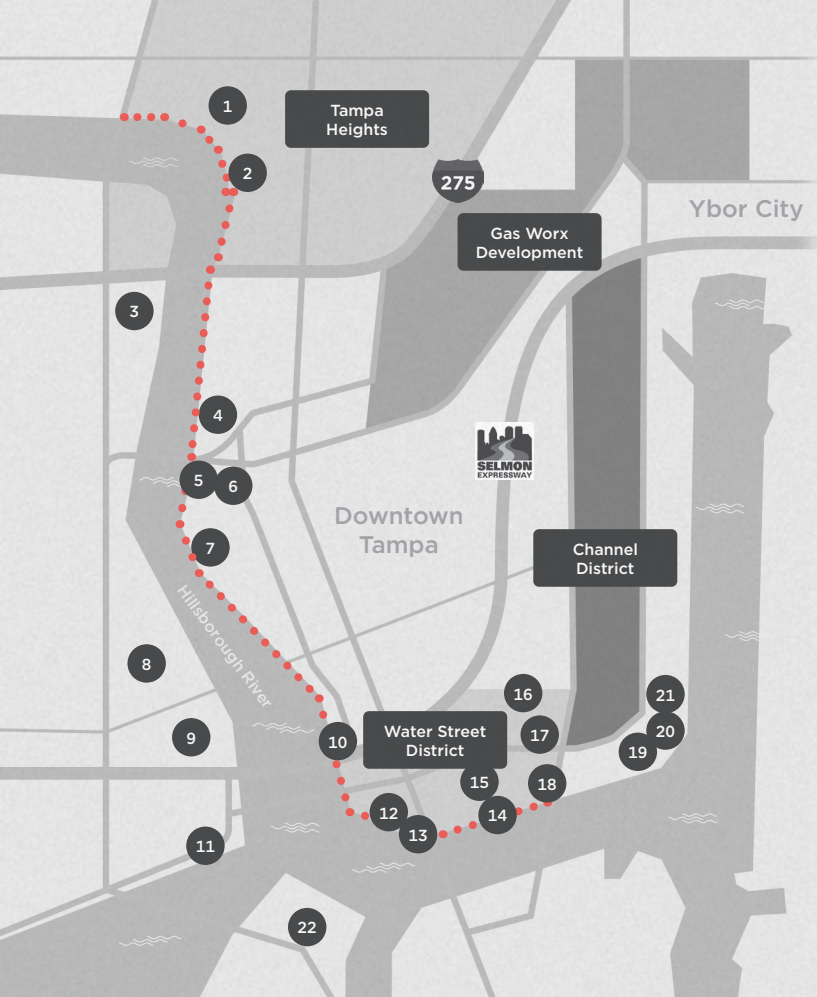 1
Tampa
Heights
2
275
Ybor City
Gas Worx
Development
3
4
SELMON
EXPRESSWAY
5
6
Downtown
Tampa
7
Channel
District
Hillsborough River
8
16
21
9
10
Water Street
District
17
20
19
15
18
12
14
13
11
22